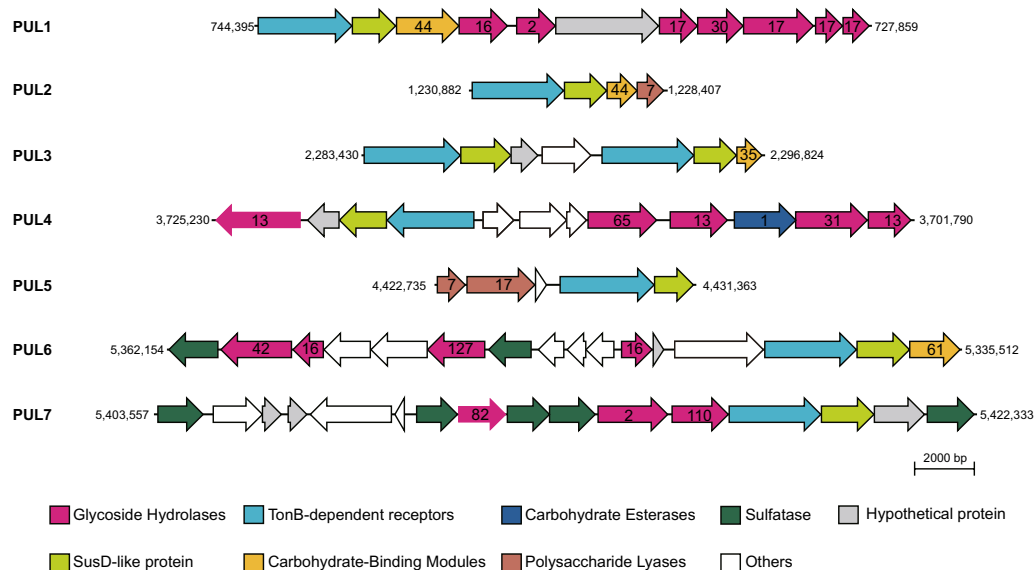 PUL1 744,395 44 16 2 17 30 17 17 17 727,859
PUL2 1,230,882 44 7 1,228,407
PUL3 2,283,430 35 2,296,824
PUL4 3,725,230 13 65 13 1 31 13 3,701,790
PUL5 4,422,735 7 17 4,431,363
PUL6 5,362,154 42 16 127 16 61 5,335,512
PUL7 5,403,557 82 2 110 5,422,333
2000 bp
Glycoside Hydrolases TonB-dependent receptors Carbohydrate Esterases Sulfatase Hypothetical protein
SusD-like protein Carbohydrate-Binding Modules Polysaccharide Lyases Others